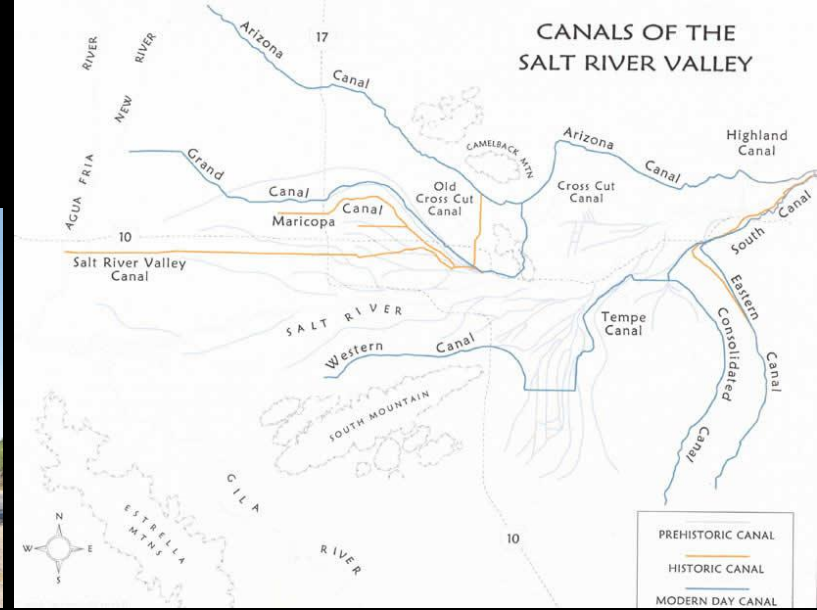 CANALS OF THE
SALT RIVER VALLEY
Arizona
Canal
17
RIVER
RIVER
NEW
AGUA FRIA
Grand
Canal
Canal
Maricopa
Old
Cross Cut
Canal
CAMELBACK MTN
Arizona
Canal
Highland
Canal
Cross Cut
Canal
South Canal
10
Salt River Valley
Canal
SALT RIVER
Western Canal
Tempe
Canal
Eastern
Canal
Consolidated
Canal
SOUTH MOUNTAIN
GILA
RIVER
ESTRELLA
MTNS
10
N
W
E
S
PREHISTORIC CANAL
HISTORIC CANAL
MODERN DAY CANAL